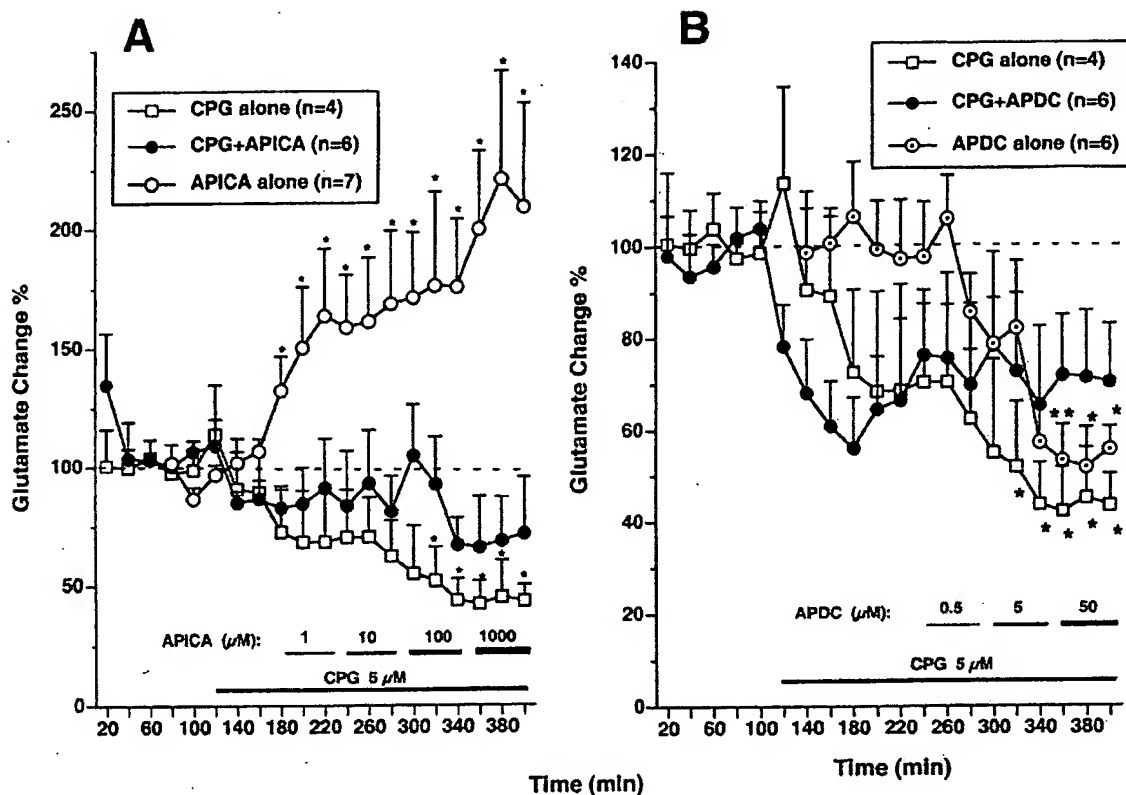 A
CPG alone (n=4)
CPG+APICA (n=6)
APICA alone (n=7)
Glutamate Change %
250
200
150
100
50
0
* * * * * * * * * * * *
* * * * *
APICA (µM): 1 10 100 1000
CPG 5 µM
20 60 100 140 180 220 260 300 340 380
Time (min)
B
CPG alone (n=4)
CPG+APDC (n=6)
APDC alone (n=6)
Glutamate Change %
140
120
100
80
60
40
20
0
* * * *
* * * * *
APDC (µM): 0.5 5 50
CPG 5 µM
20 60 100 140 180 220 260 300 340 380
Time (min)